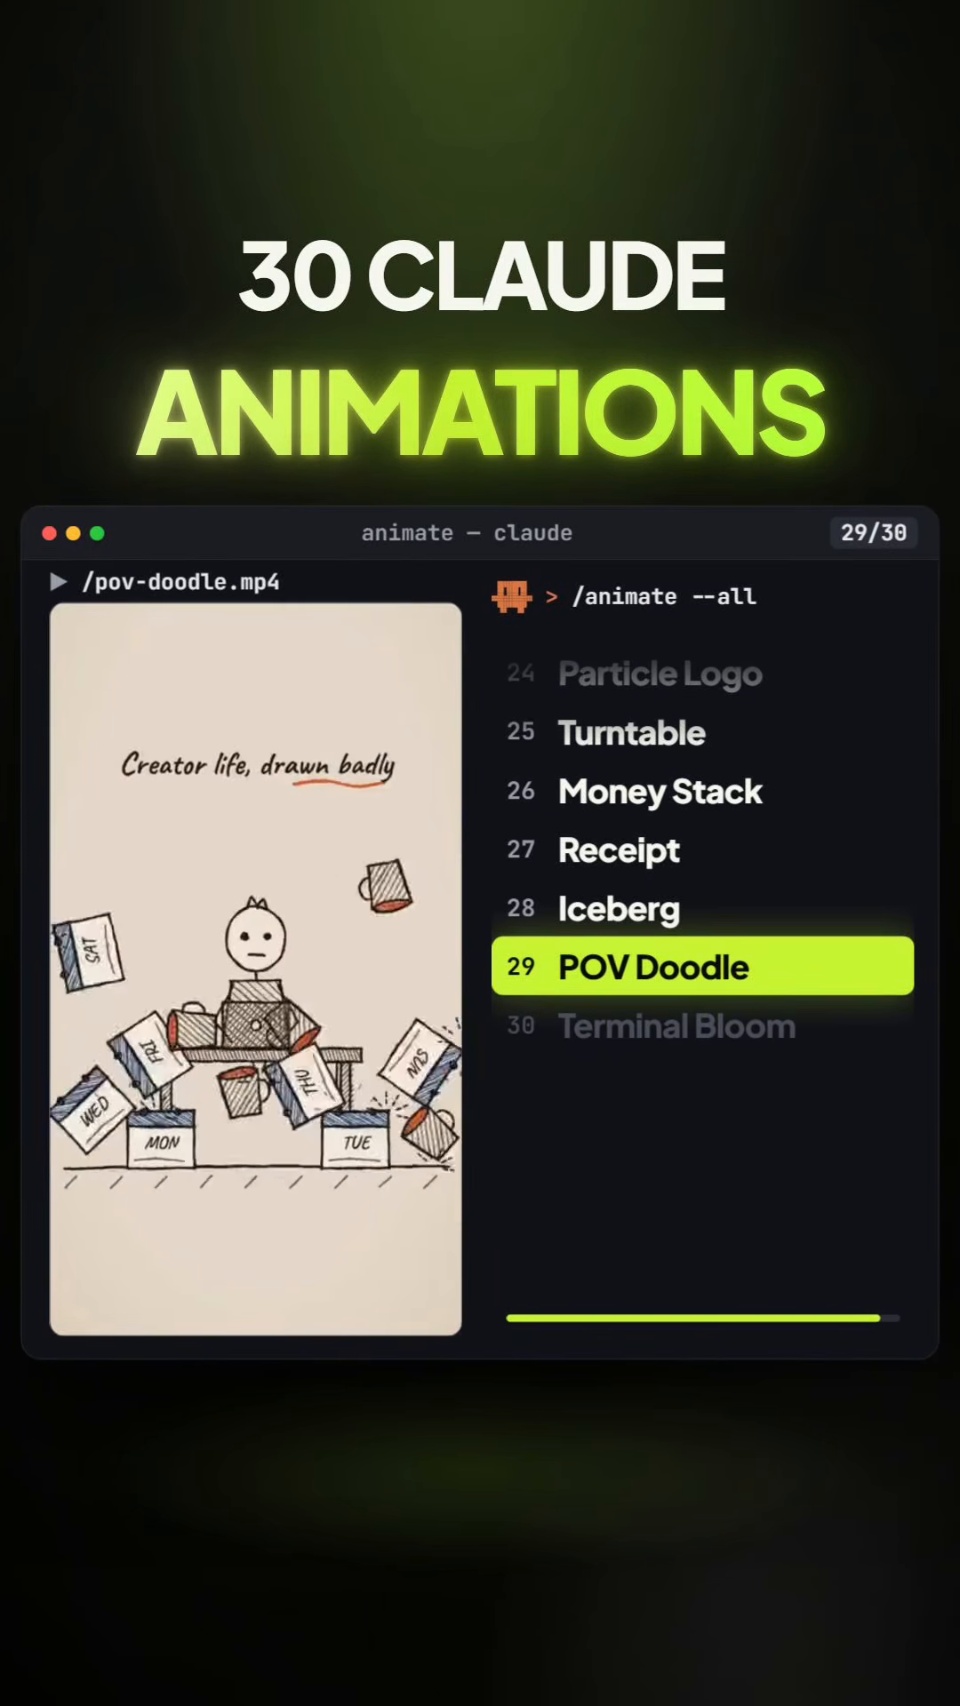 30 CLAUDE
ANIMATIONS
animate — claude
29/30
/pov-doodle.mp4
Creator life, drawn badly
SAT
FRI
WED
THU
SUN
MON
TUE
> /animate --all
24 Particle Logo
25 Turntable
26 Money Stack
27 Receipt
28 Iceberg
29 POV Doodle
30 Terminal Bloom